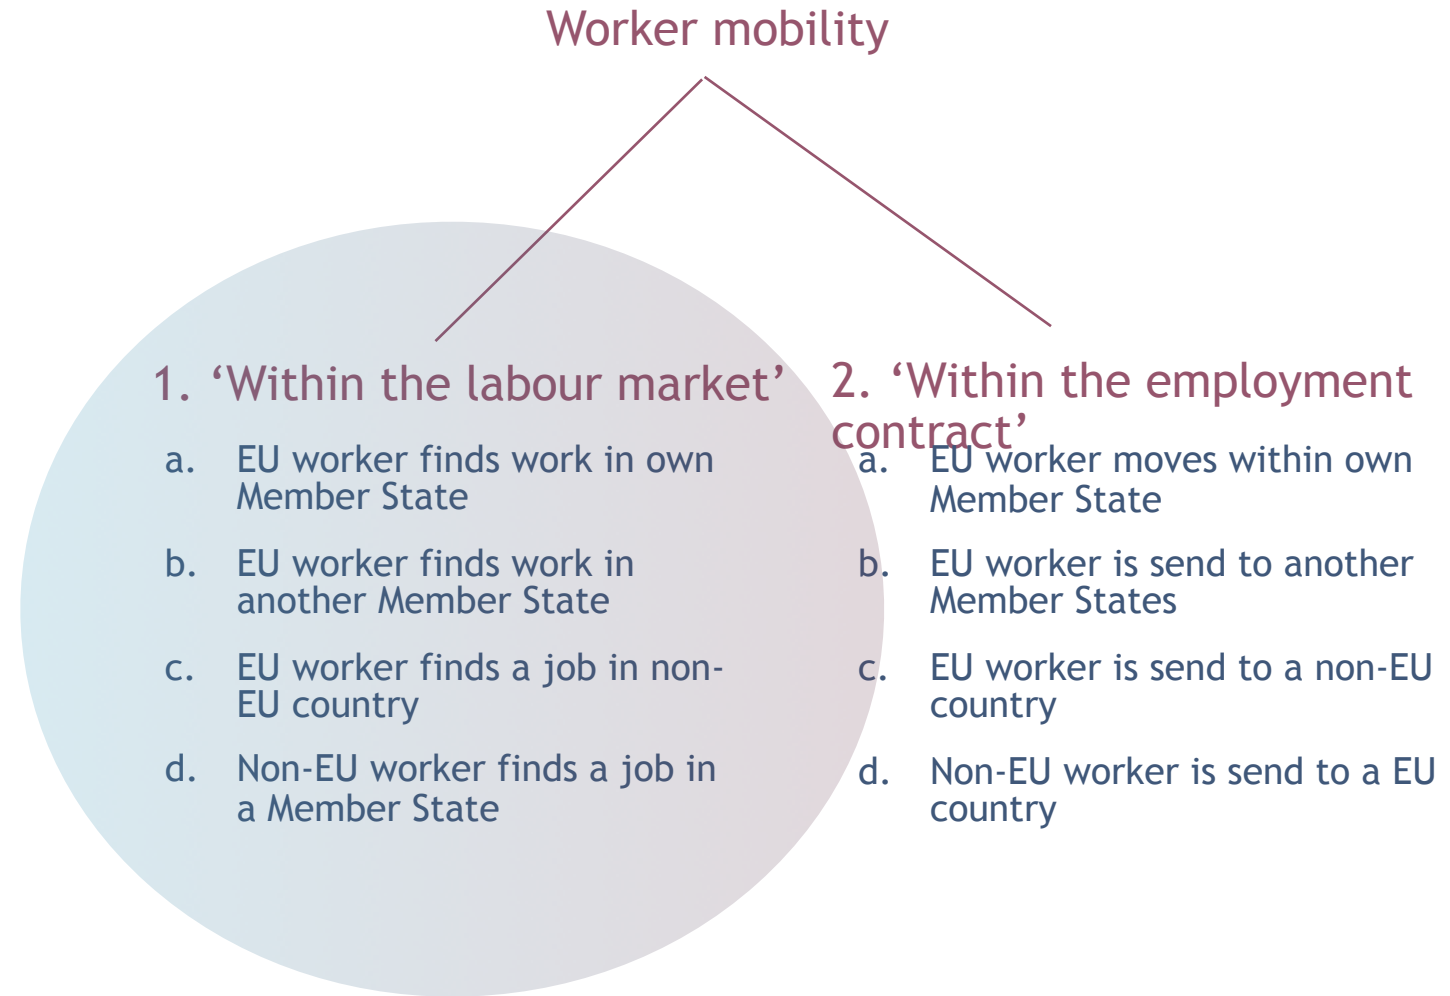 Worker mobility
1. ‘Within the labour market’
a. EU worker finds work in own
Member State
b. EU worker finds work in
another Member State
c. EU worker finds a job in non-
EU country
d. Non-EU worker finds a job in
a Member State
2. ‘Within the employment
contract’
a. EU worker moves within own
Member State
b. EU worker is send to another
Member States
c. EU worker is send to a non-EU
country
d. Non-EU worker is send to a EU
country